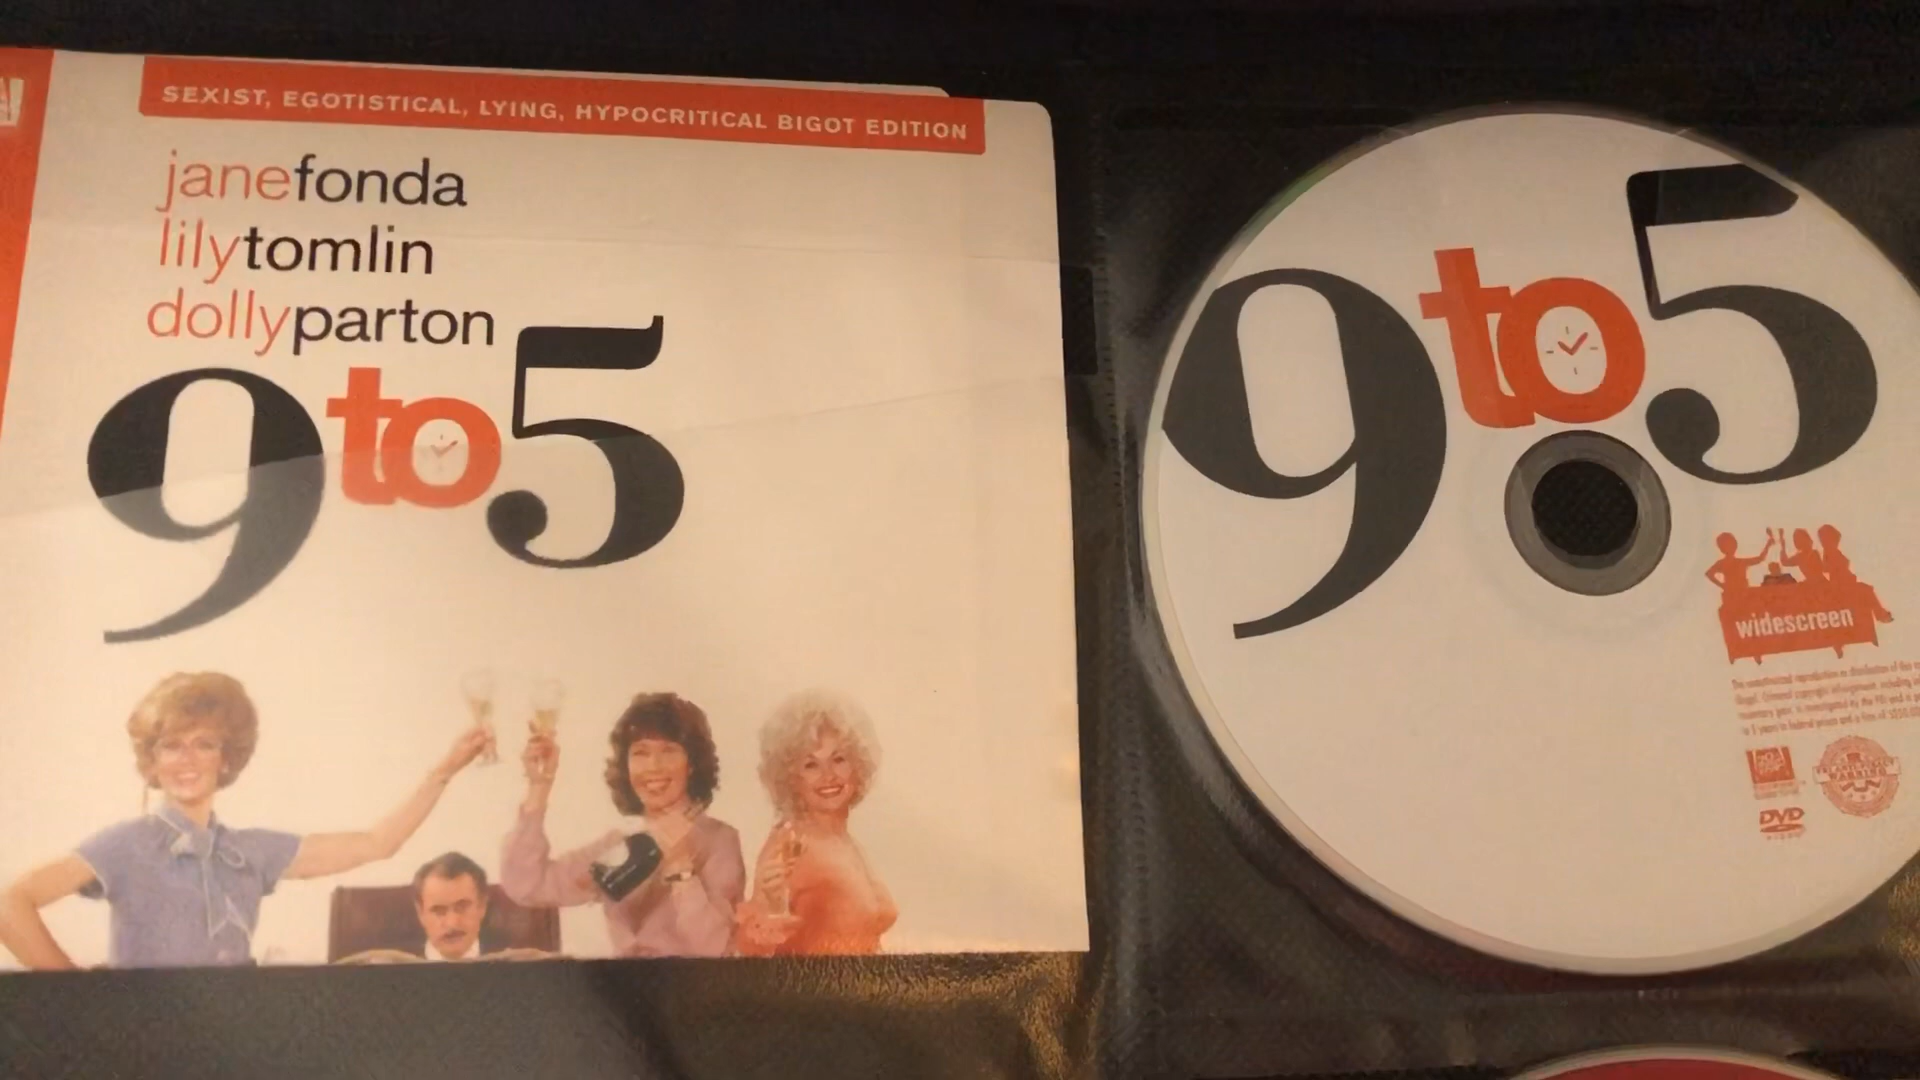 SEXIST, EGOTISTICAL, LYING, HYPOCRITICAL BIGOT EDITION
janefonda
lilytomlin
dollyparton
9to5
9to5
widescreen
DVD